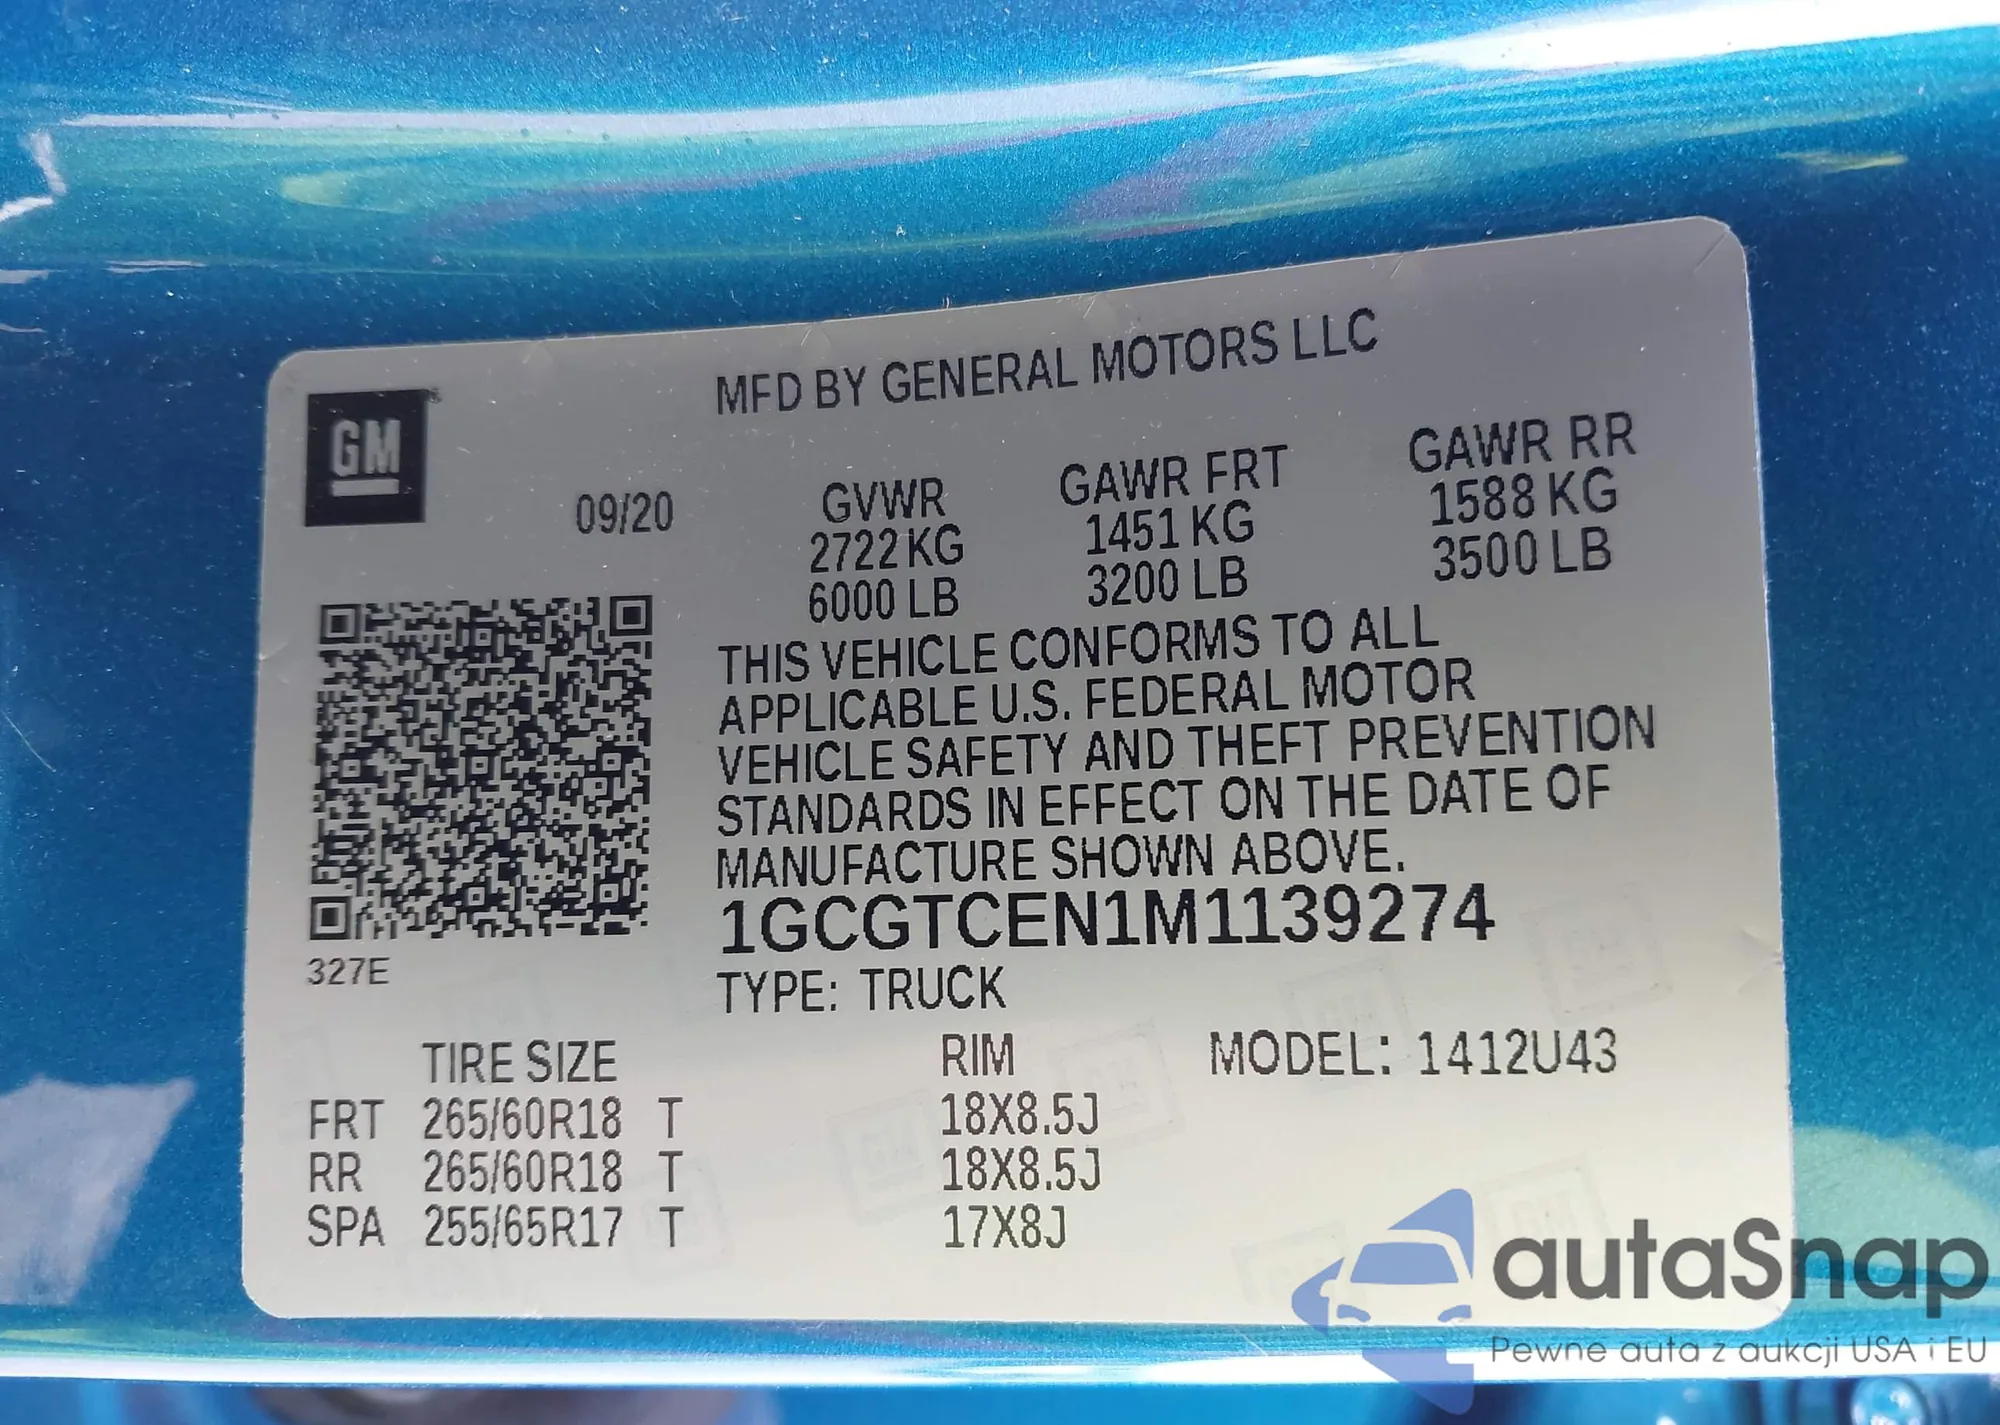 MFD BY GENERAL MOTORS LLC
GM
09/20
GVWR GAWR FRT GAWR RR
2722 KG 1451 KG 1588 KG
6000 LB 3200 LB 3500 LB
THIS VEHICLE CONFORMS TO ALL
APPLICABLE U.S. FEDERAL MOTOR
VEHICLE SAFETY AND THEFT PREVENTION
STANDARDS IN EFFECT ON THE DATE OF
MANUFACTURE SHOWN ABOVE.
1GCGTCEN1M1139274
327E
TYPE: TRUCK
TIRE SIZE RIM MODEL: 1412U43
FRT 265/60R18 T 18X8.5J
RR 265/60R18 T 18X8.5J
SPA 255/65R17 T 17X8J
autaSnap
Pewne auta z aukcji USA i EU